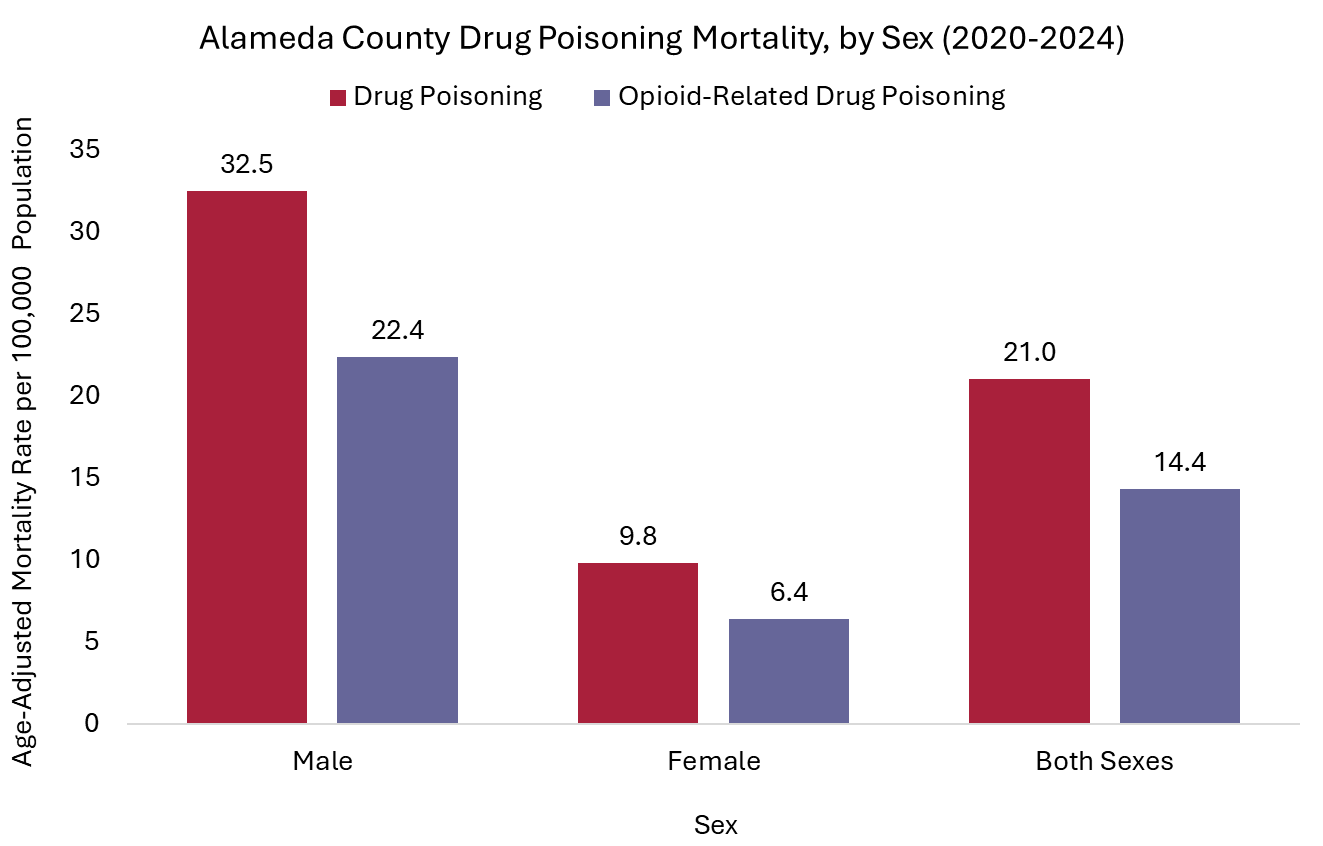 Alameda County Drug Poisoning Mortality, by Sex (2020-2024)
Drug Poisoning
Opioid-Related Drug Poisoning
Age-Adjusted Mortality Rate per 100,000 Population
35
30
25
20
15
10
5
0
32.5
22.4
9.8
6.4
21.0
14.4
Male
Female
Both Sexes
Sex